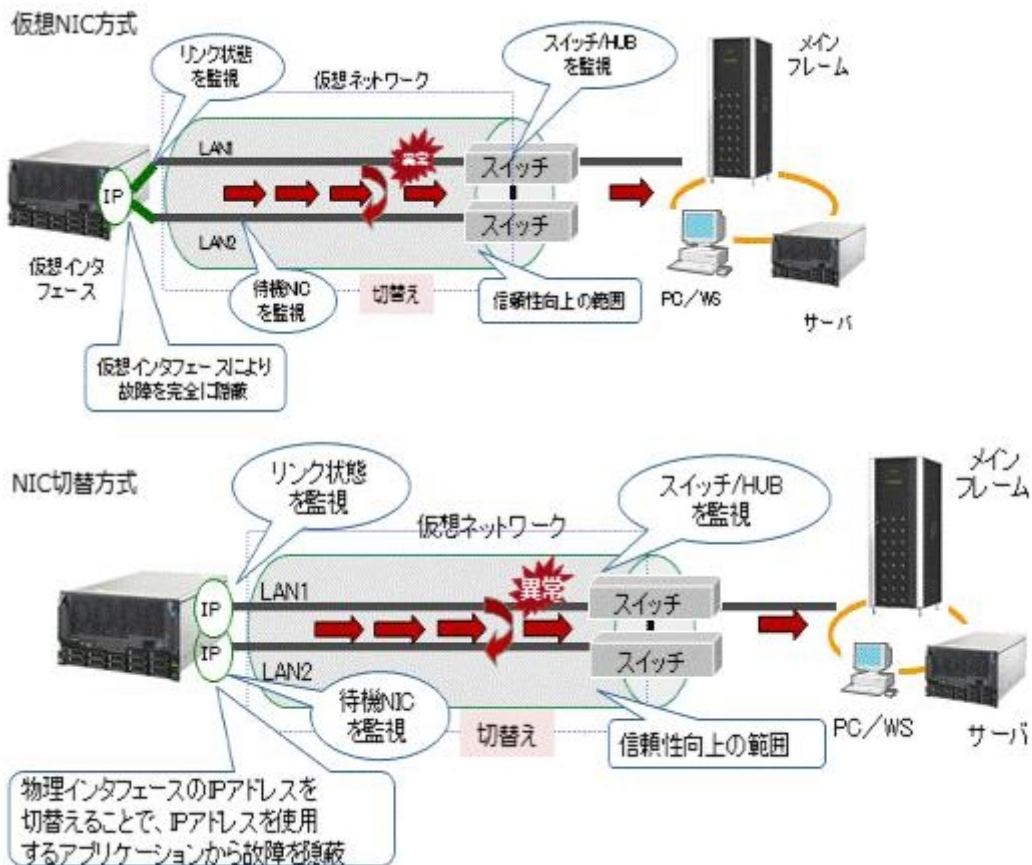 仮想NIC方式
リンク状態
を監視
スイッチ/HUB
を監視
メイン
フレーム
仮想ネットワーク
LAN1
異常
スイッチ
IP
スイッチ
LAN2
仮想インタ
フェース
待機NIC
を監視
切替え
信頼性向上の範囲
PC/WS
サーバ
仮想インタフェースにより
故障を完全に隠蔽
NIC切替方式
リンク状態
を監視
スイッチ/HUB
を監視
メイン
フレーム
仮想ネットワーク
LAN1
異常
スイッチ
IP
IP
スイッチ
LAN2
待機NIC
を監視
切替え
信頼性向上の範囲
PC/WS
サーバ
物理インタフェースのIPアドレスを
切替えることで、IPアドレスを使用
するアプリケーションから故障を隠蔽